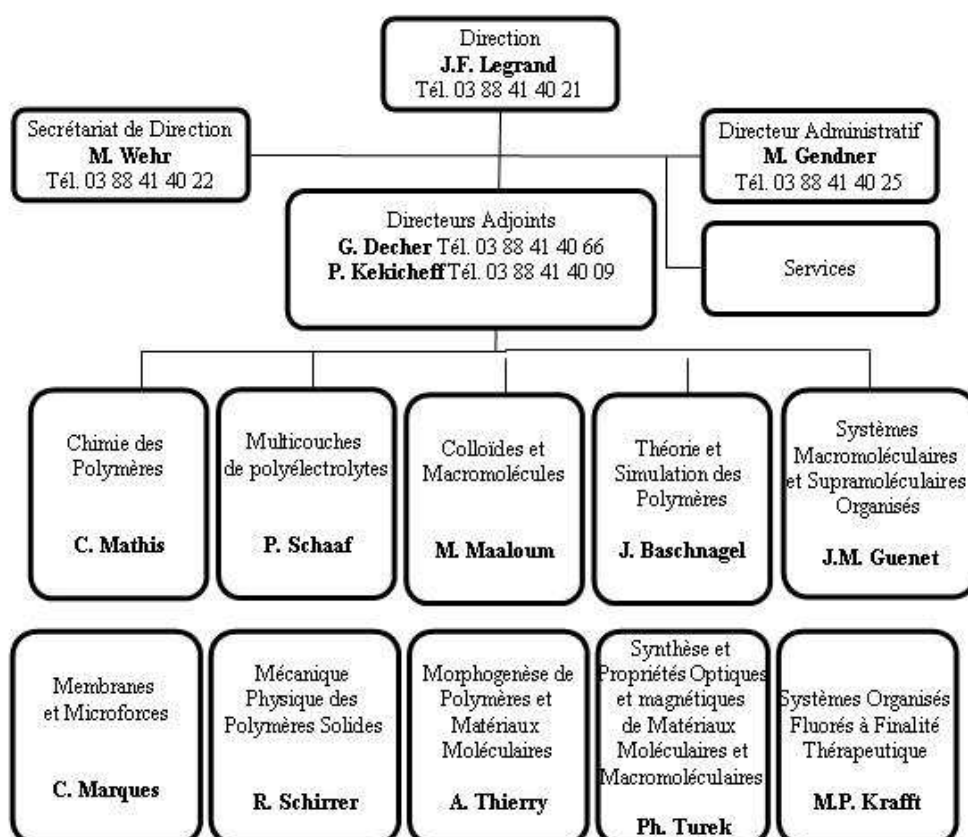 Direction
J.F. Legrand
Tél. 03 88 41 40 21
Secrétariat de Direction
M. Wehr
Tél. 03 88 41 40 22
Directeur Administratif
M. Gendner
Tél. 03 88 41 40 25
Directeurs Adjoints
G. Decher Tél. 03 88 41 40 66
P. Kekicheff Tél. 03 88 41 40 09
Services
Chimie des
Polymères
C. Mathis
Multicouches
de polyélectrolytes
P. Schaaf
Colloïdes et
Macromolécules
M. Maaloum
Théorie et
Simulation des
Polymères
J. Baschnagel
Systèmes
Macromoléculaires
et Supramoléculaires
Organisés
J.M. Guenet
Membranes
et Microforces
C. Marques
Mécanique
Physique des
Polymères Solides
R. Schirrer
Morphogenèse de
Polymères et
Matériaux
Moléculaires
A. Thierry
Synthèse et
Propriétés Optiques
et magnétiques
de Matériaux
Moléculaires et
Macromoléculaires
Ph. Turek
Systèmes Organisés
Fluorés à Finalité
Thérapeutique
M.P. Krafft